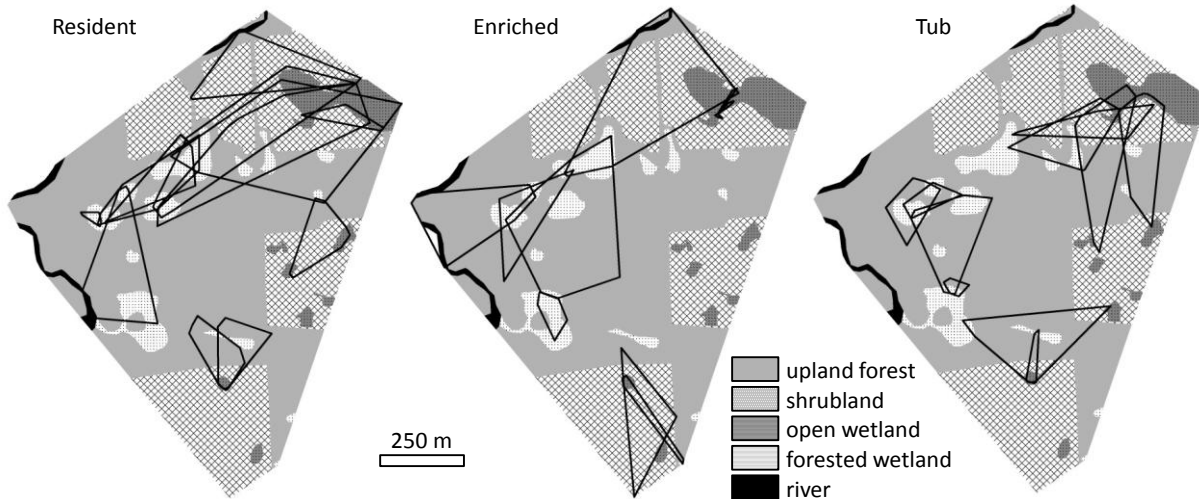 Resident
Enriched
Tub
250 m
upland forest
shrubland
open wetland
forested wetland
river